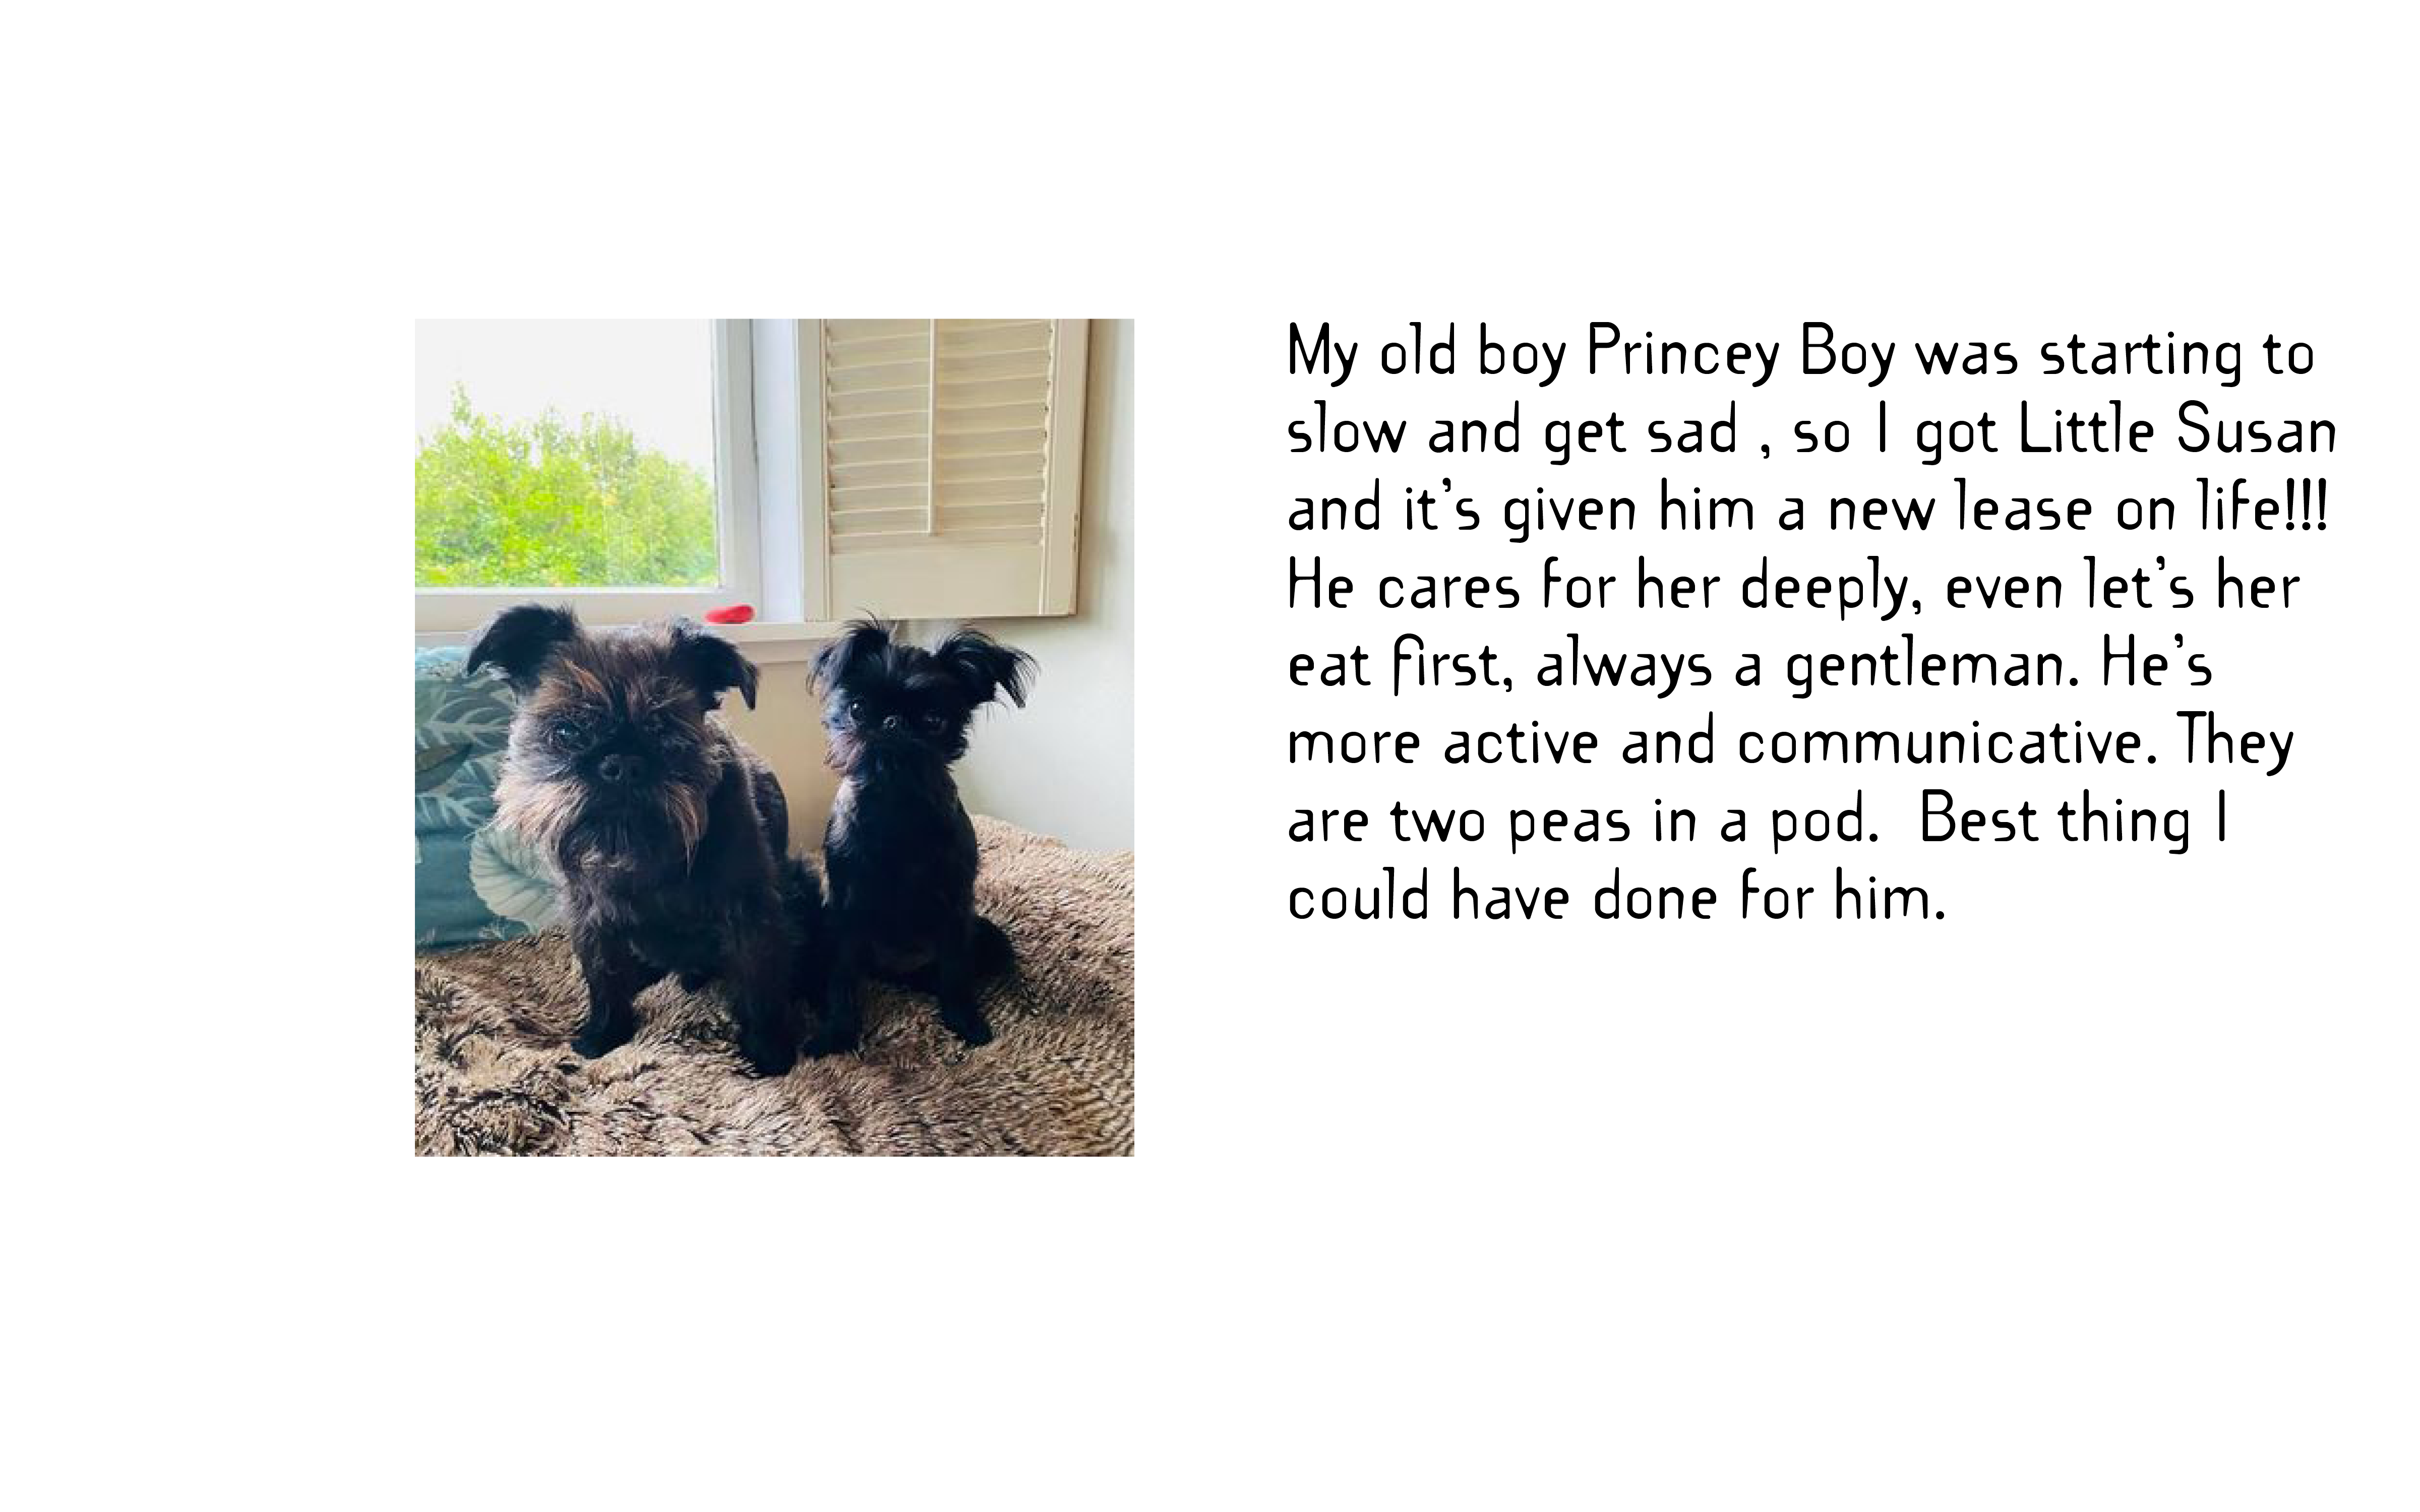 My old boy Princey Boy was starting to
slow and get sad , so I got Little Susan
and it's given him a new lease on life!!!
He cares for her deeply, even let's her
eat first, always a gentleman. He's
more active and communicative. They
are two peas in a pod.  Best thing I
could have done for him.